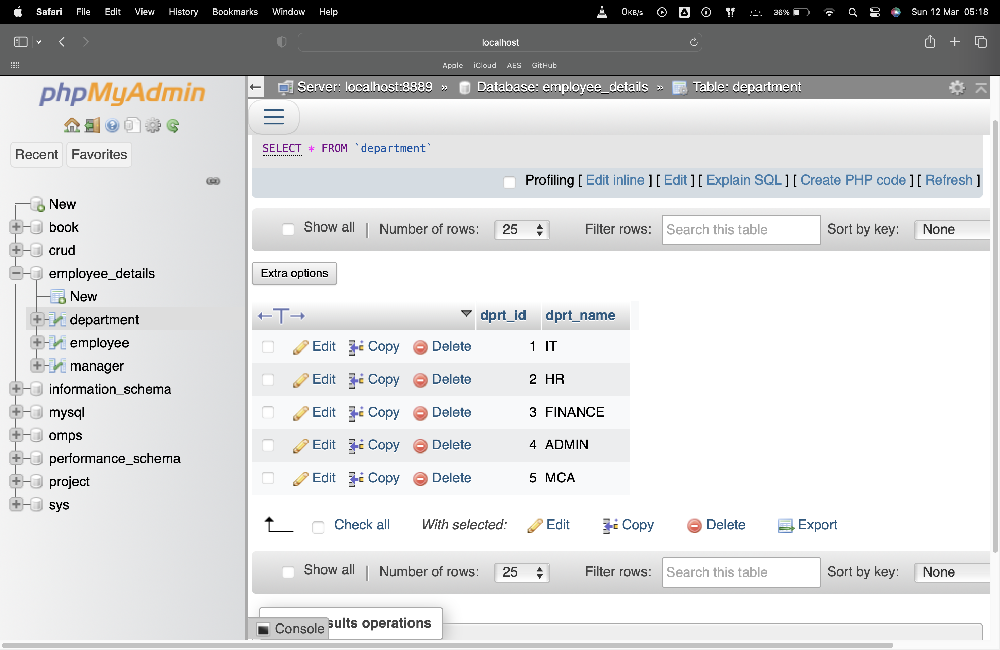 Safari File Edit View History Bookmarks Window Help 0KB/s 36% Sun 12 Mar 05:18
localhost
Apple iCloud AES GitHub
phpMyAdmin
Recent Favorites
New
book
crud
employee_details
New
department
employee
manager
information_schema
mysql
omps
performance_schema
project
sys
Server: localhost:8889 » Database: employee_details » Table: department
SELECT * FROM `department`
Profiling [ Edit inline ] [ Edit ] [ Explain SQL ] [ Create PHP code ] [ Refresh ]
Show all | Number of rows: 25 Filter rows: Search this table Sort by key: None
Extra options
←T→ dprt_id dprt_name
Edit Copy Delete 1 IT
Edit Copy Delete 2 HR
Edit Copy Delete 3 FINANCE
Edit Copy Delete 4 ADMIN
Edit Copy Delete 5 MCA
Check all With selected: Edit Copy Delete Export
Show all | Number of rows: 25 Filter rows: Search this table Sort by key: None
sults operations
Console